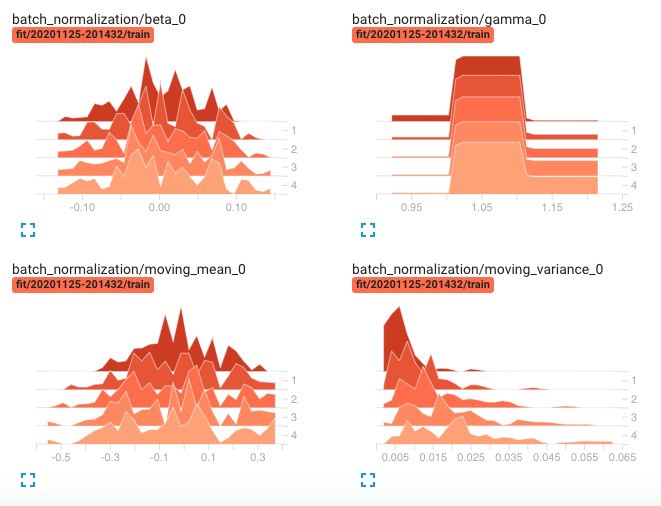 batch_normalization/beta_0
fit/20201125-201432/train
1
2
3
4
-0.10 0.00 0.10
batch_normalization/gamma_0
fit/20201125-201432/train
1
2
3
4
0.95 1.05 1.15 1.25
batch_normalization/moving_mean_0
fit/20201125-201432/train
1
2
3
4
-0.5 -0.3 -0.1 0.1 0.3
batch_normalization/moving_variance_0
fit/20201125-201432/train
1
2
3
4
0.005 0.015 0.025 0.035 0.045 0.055 0.065